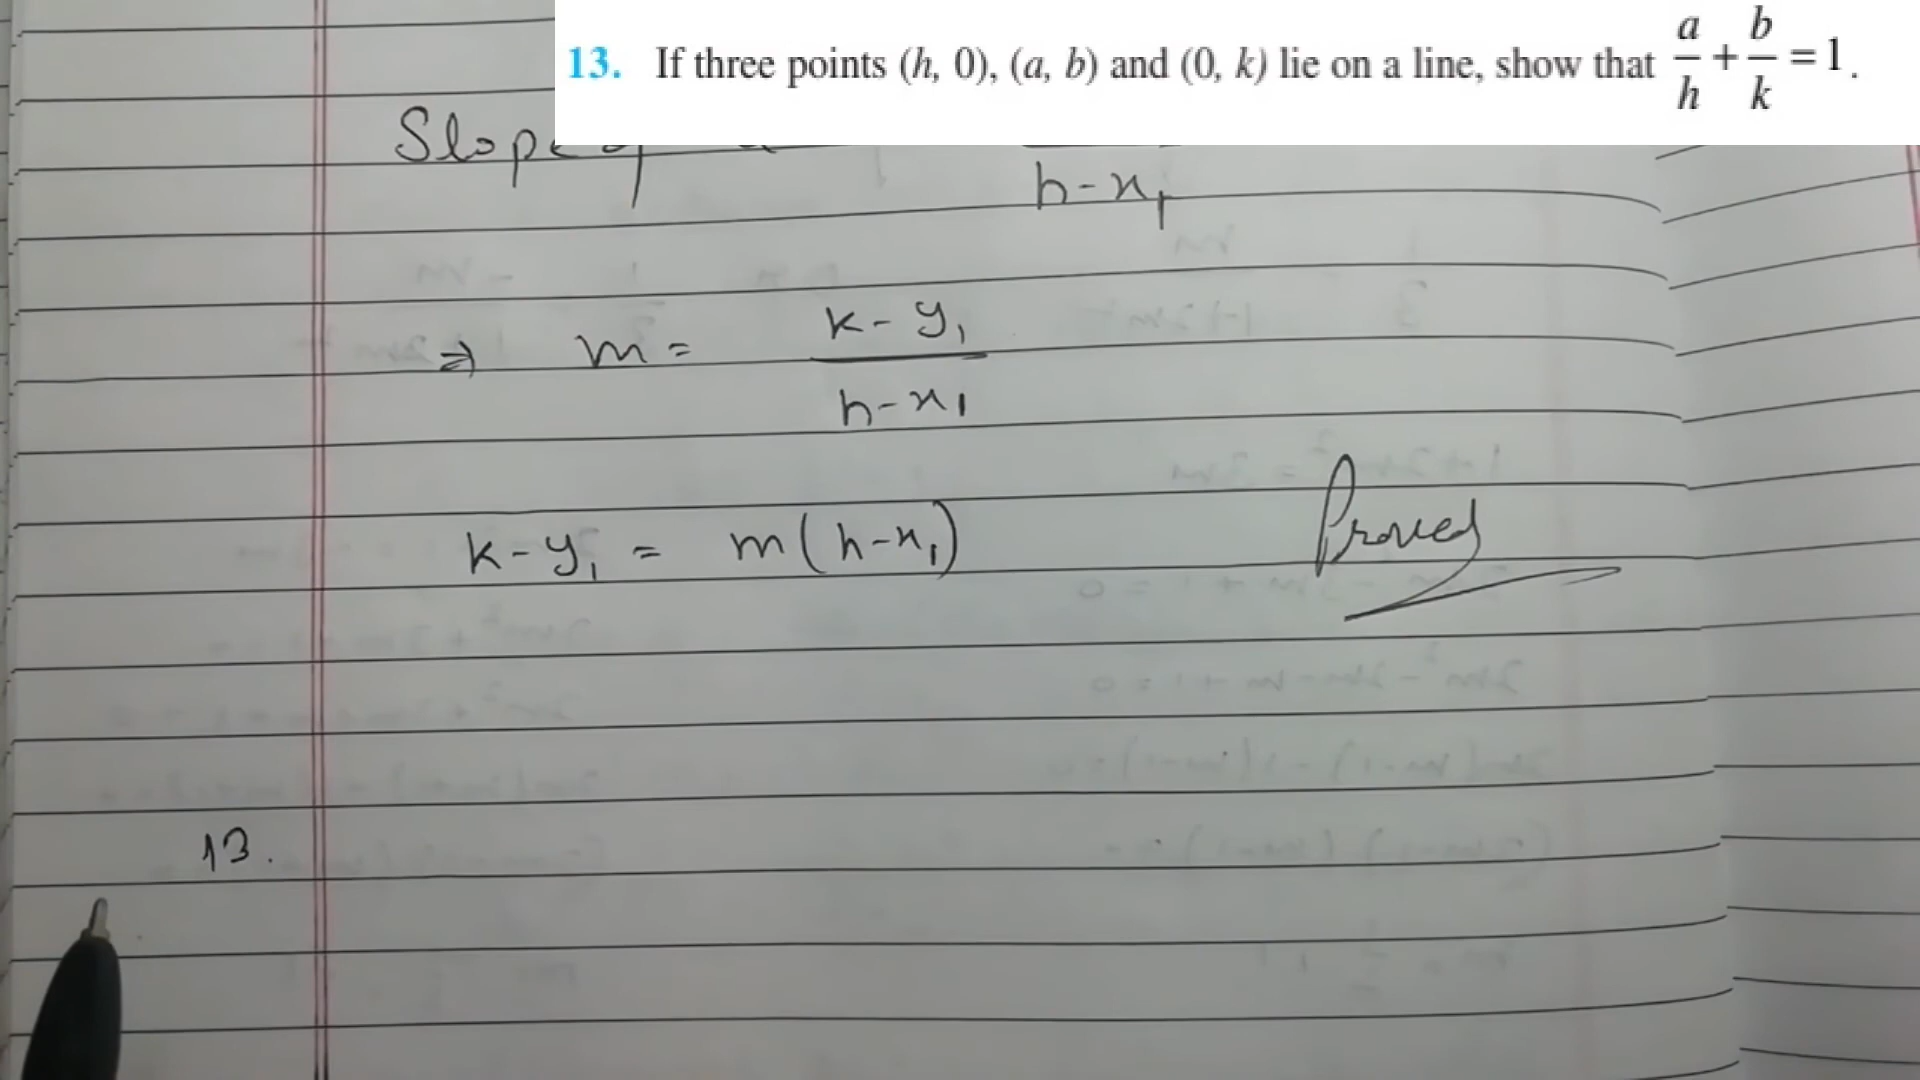 13. If three points (h, 0), (a, b) and (0, k) lie on a line, show that a/h + b/k = 1.
Slope of
h-x₁
⇒ m = k-y₁/h-x₁
k-y₁ = m(h-x₁) Proved
13.